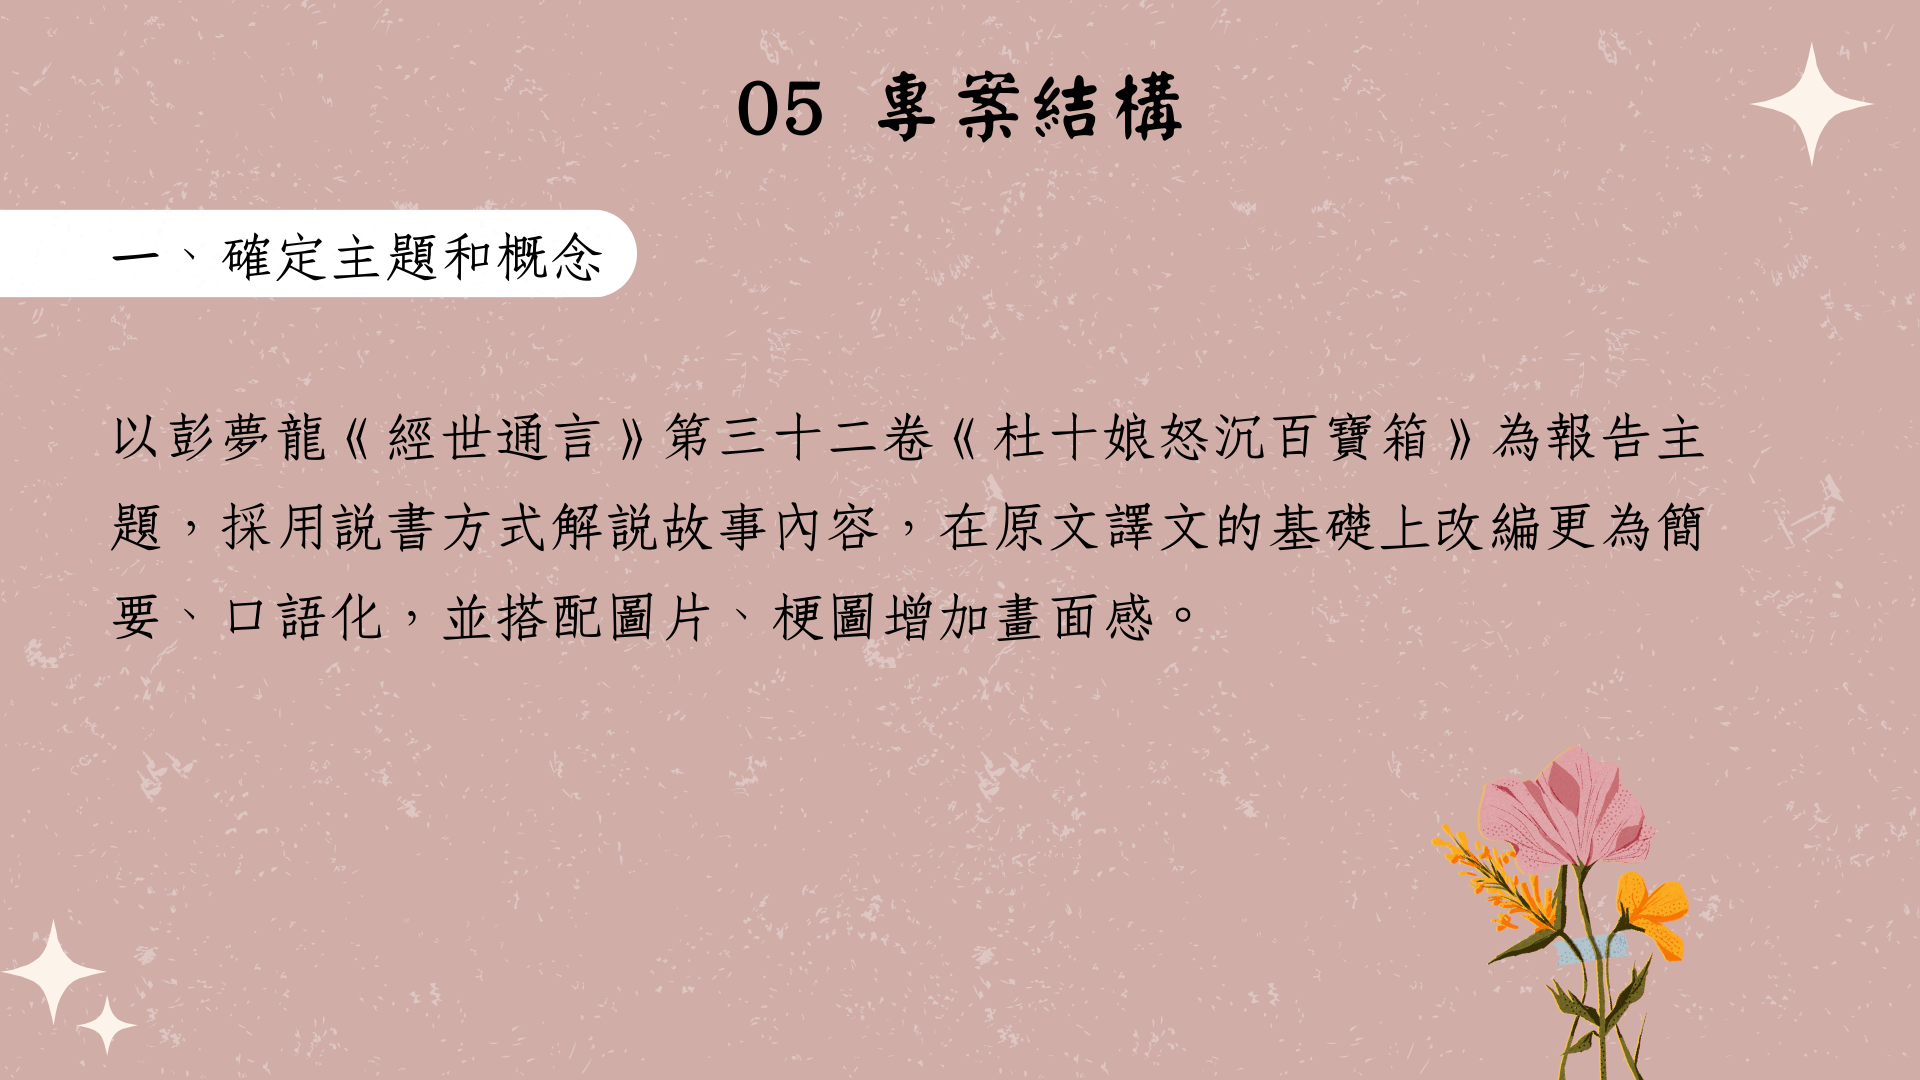 05 專案結構
一、確定主題和概念
以彭夢龍《經世通言》第三十二卷《杜十娘怒沉百寶箱》為報告主
題，採用說書方式解說故事內容，在原文譯文的基礎上改編更為簡
要、口語化，並搭配圖片、梗圖增加畫面感。